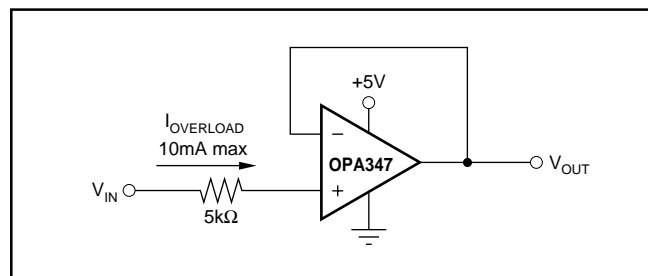 +5V
I_OVERLOAD
10mA max
−
OPA347
+
V_IN
5kΩ
V_OUT